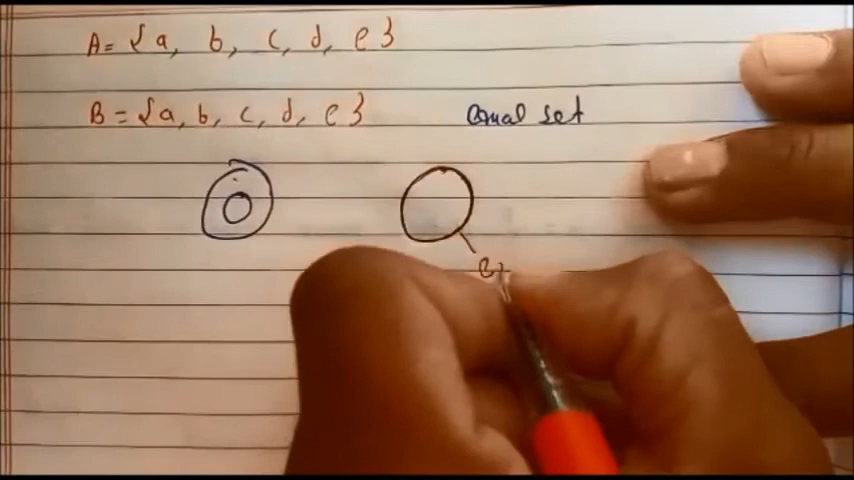 A = {a, b, c, d, e}
B = {a, b, c, d, e} Equal set